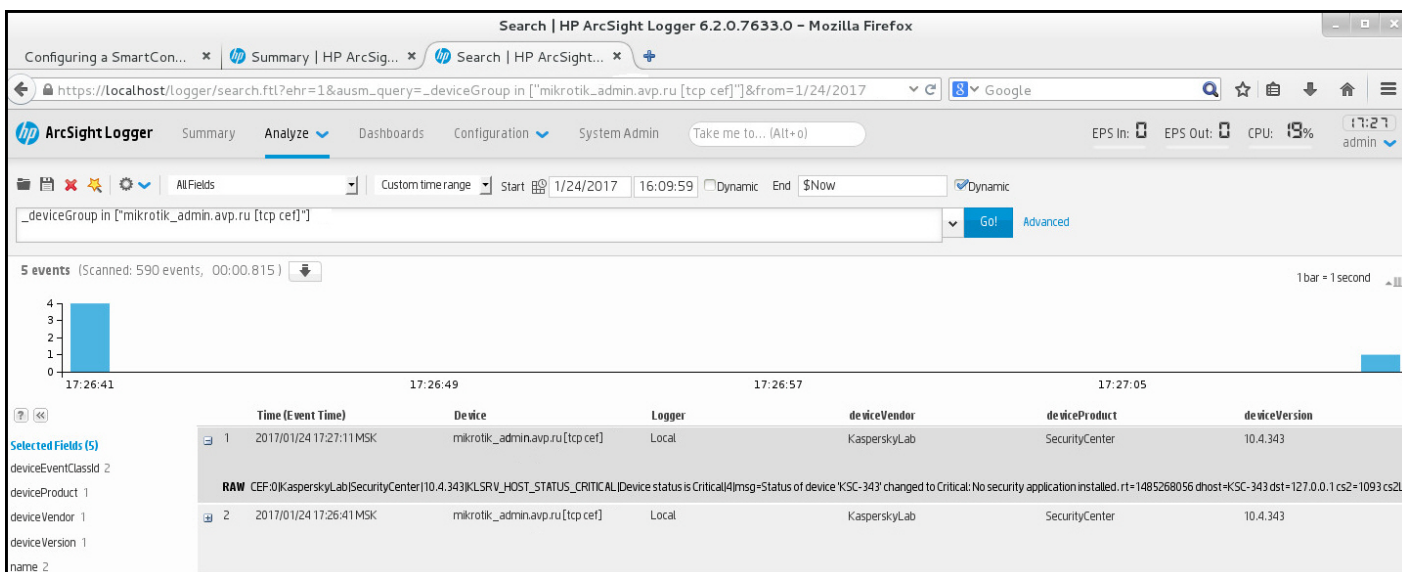 Search | HP ArcSight Logger 6.2.0.7633.0 - Mozilla Firefox
Configuring a SmartCon... × hp Summary | HP ArcSig... × hp Search | HP ArcSight... ×
https://localhost/logger/search.ftl?ehr=1&ausm_query=_deviceGroup in ["mikrotik_admin.avp.ru [tcp cef]"]&from=1/24/2017 Google
hp ArcSight Logger Summary Analyze Dashboards Configuration System Admin Take me to... (Alt+o) EPS In: 0 EPS Out: 0 CPU: 19% 17:27
admin
All Fields Custom time range Start 1/24/2017 16:09:59 Dynamic End $Now Dynamic
_deviceGroup in ["mikrotik_admin.avp.ru [tcp cef]"]
Go! Advanced
5 events (Scanned: 590 events, 00:00.815)
1 bar = 1 second
4
3
2
1
0
17:26:41 17:26:49 17:26:57 17:27:05
? «
Time (Event Time) Device Logger deviceVendor deviceProduct deviceVersion
Selected Fields (5)
1 2017/01/24 17:27:11 MSK mikrotik_admin.avp.ru [tcp cef] Local KasperskyLab SecurityCenter 10.4.343
deviceEventClassId 2
RAW CEF:0|KasperskyLab|SecurityCenter|10.4.343|KLSRV_HOST_STATUS_CRITICAL|Device status is Critical|4|msg=Status of device 'KSC-343' changed to Critical: No security application installed. rt=1485268056 dhost=KSC-343 dst=127.0.0.1 cs2=1093 cs2L
deviceProduct 1
deviceVendor 1
2 2017/01/24 17:26:41 MSK mikrotik_admin.avp.ru [tcp cef] Local KasperskyLab SecurityCenter 10.4.343
deviceVersion 1
name 2